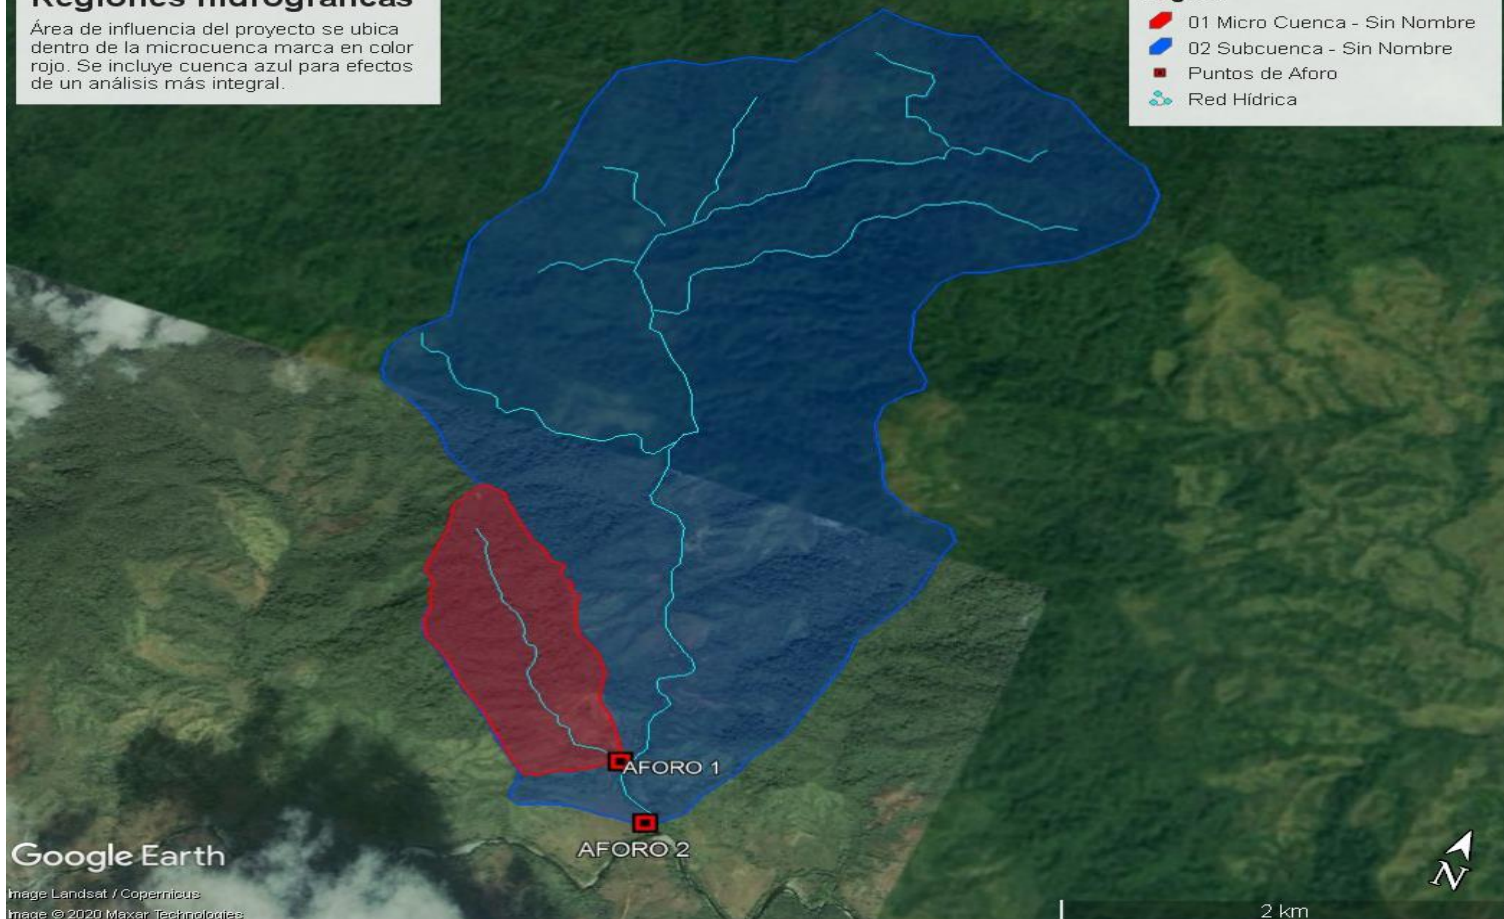 Regiones hidrográficas
Área de influencia del proyecto se ubica
dentro de la microcuenca marca en color
rojo. Se incluye cuenca azul para efectos
de un análisis más integral.
01 Micro Cuenca - Sin Nombre
02 Subcuenca - Sin Nombre
Puntos de Aforo
Red Hídrica
AFORO 1
AFORO 2
Google Earth
Image Landsat / Copernicus
Image © 2020 Maxar Technologies
N
2 km